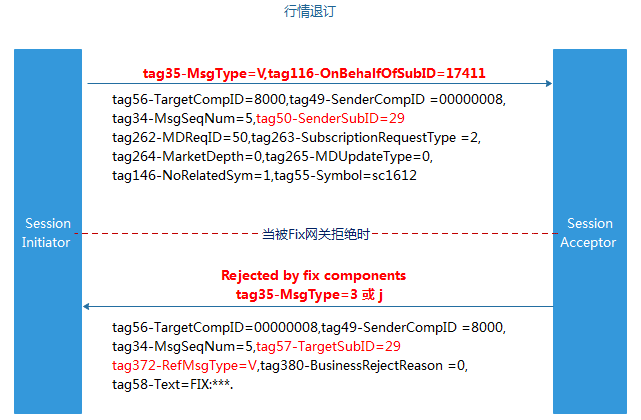 行情退订
tag35-MsgType=V,tag116-OnBehalfOfSubID=17411
tag56-TargetCompID=8000,tag49-SenderCompID =00000008,
tag34-MsgSeqNum=5,tag50-SenderSubID=29
tag262-MDReqID=50,tag263-SubscriptionRequestType =2,
tag264-MarketDepth=0,tag265-MDUpdateType=0,
tag146-NoRelatedSym=1,tag55-Symbol=sc1612
Session
Initiator
当被Fix网关拒绝时
Session
Acceptor
Rejected by fix components
tag35-MsgType=3 或 j
tag56-TargetCompID=00000008,tag49-SenderCompID =8000,
tag34-MsgSeqNum=5,tag57-TargetSubID=29
tag372-RefMsgType=V,tag380-BusinessRejectReason =0,
tag58-Text=FIX:***.